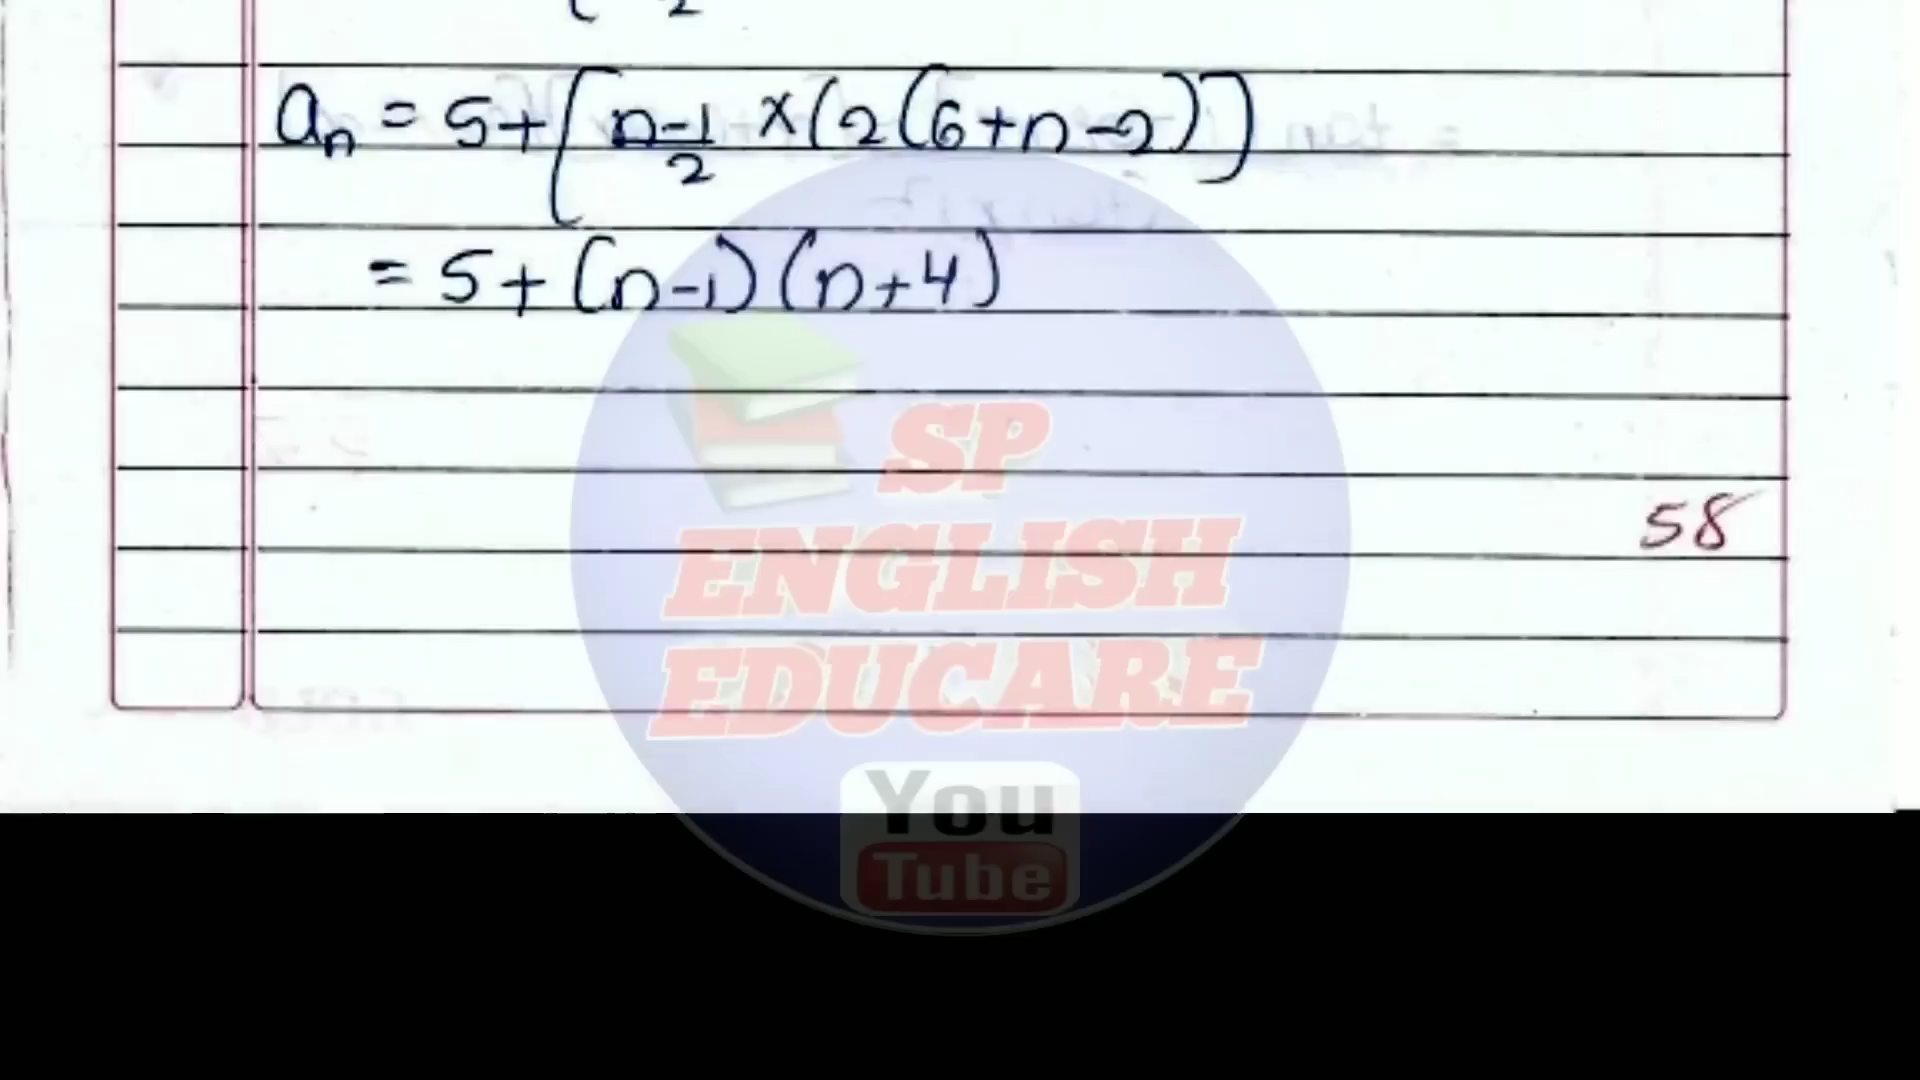 aₙ = 5+[n-1/2 ×(2(6+n-2)]
= 5+(n-1)(n+4)
SP
ENGLISH
58
EDUCARE
You
Tube